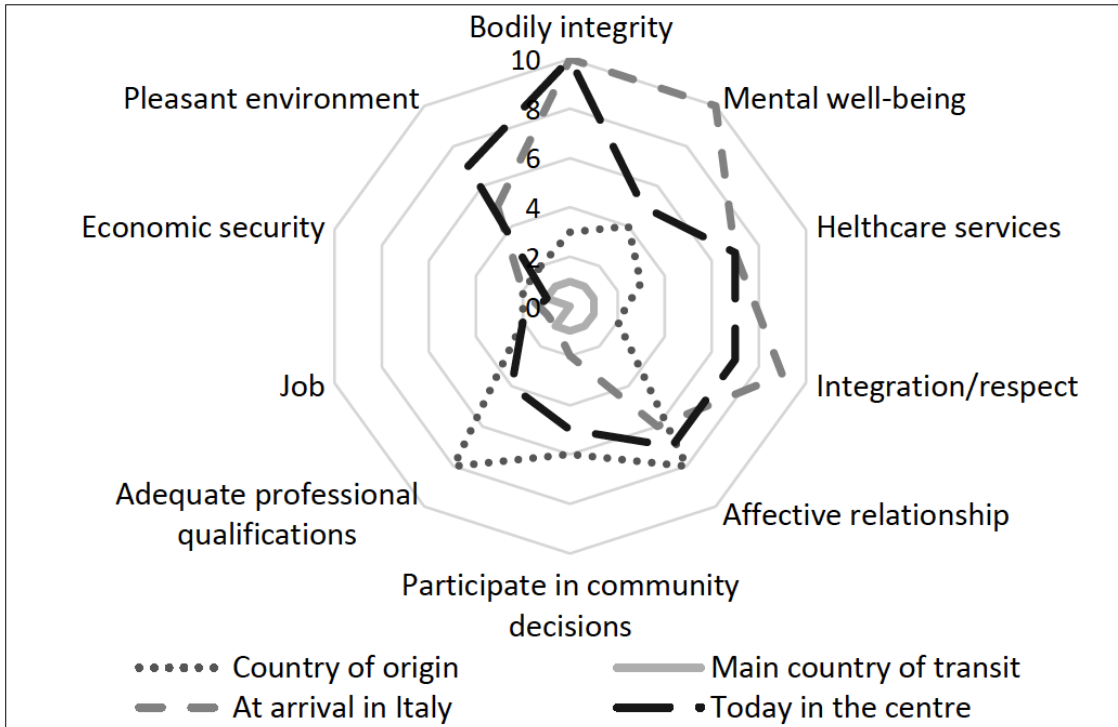 Bodily integrity
10
Pleasant environment
Mental well-being
8
6
Economic security
Helthcare services
4
2
0
Job
Integration/respect
Adequate professional
qualifications
Affective relationship
Participate in community
decisions
Country of origin
Main country of transit
At arrival in Italy
Today in the centre